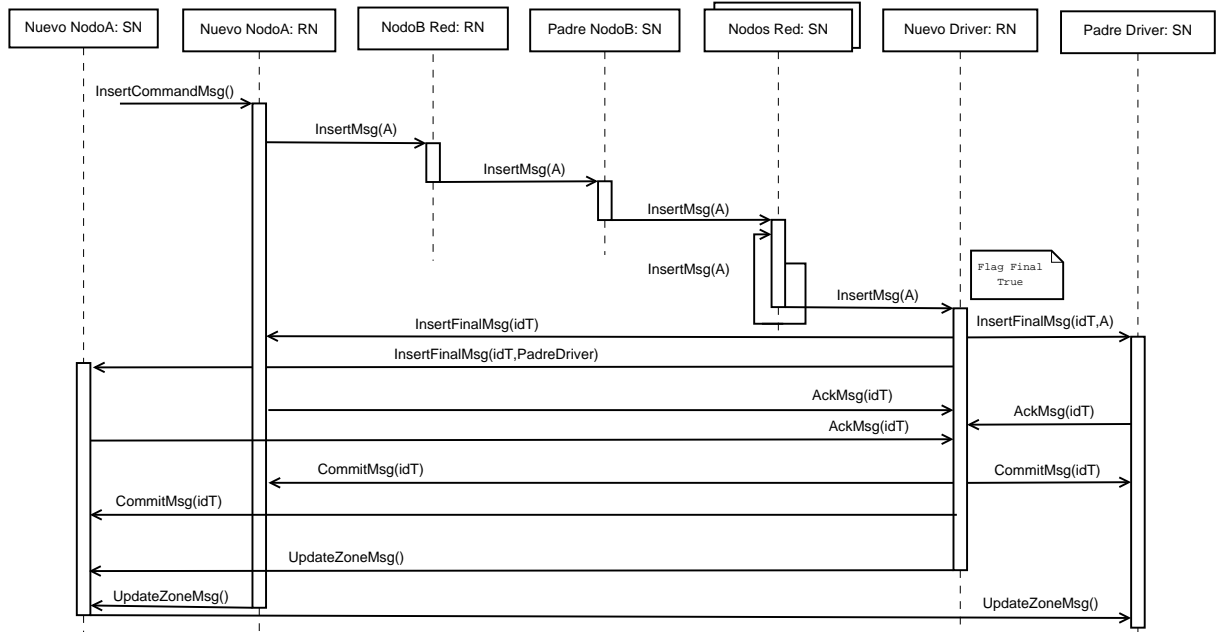 Nuevo NodoA: SN
Nuevo NodoA: RN
NodoB Red: RN
Padre NodoB: SN
Nodos Red: SN
Nuevo Driver: RN
Padre Driver: SN
InsertCommandMsg()
InsertMsg(A)
InsertMsg(A)
InsertMsg(A)
InsertMsg(A)
Flag Final
True
InsertMsg(A)
InsertFinalMsg(idT)
InsertFinalMsg(idT,A)
InsertFinalMsg(idT,PadreDriver)
AckMsg(idT)
AckMsg(idT)
AckMsg(idT)
CommitMsg(idT)
CommitMsg(idT)
CommitMsg(idT)
UpdateZoneMsg()
UpdateZoneMsg()
UpdateZoneMsg()